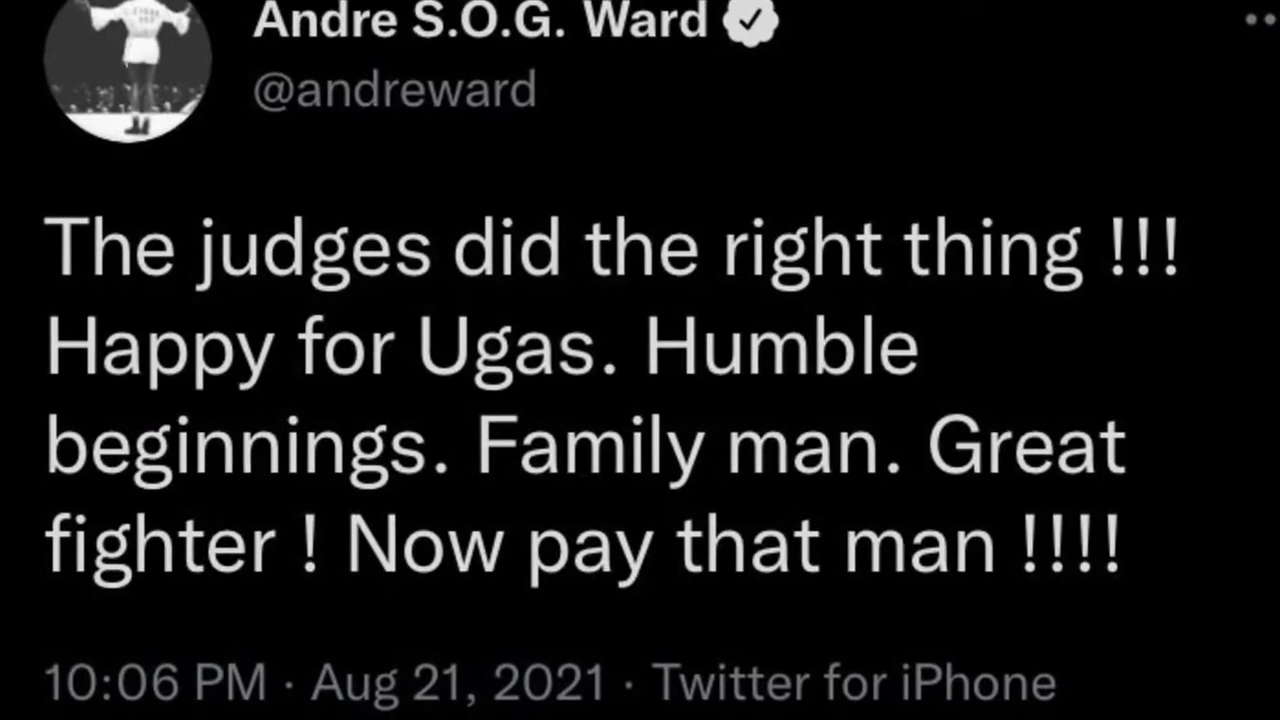 Andre S.O.G. Ward
@andreward
The judges did the right thing !!!
Happy for Ugas. Humble
beginnings. Family man. Great
fighter ! Now pay that man !!!!
10:06 PM · Aug 21, 2021 · Twitter for iPhone